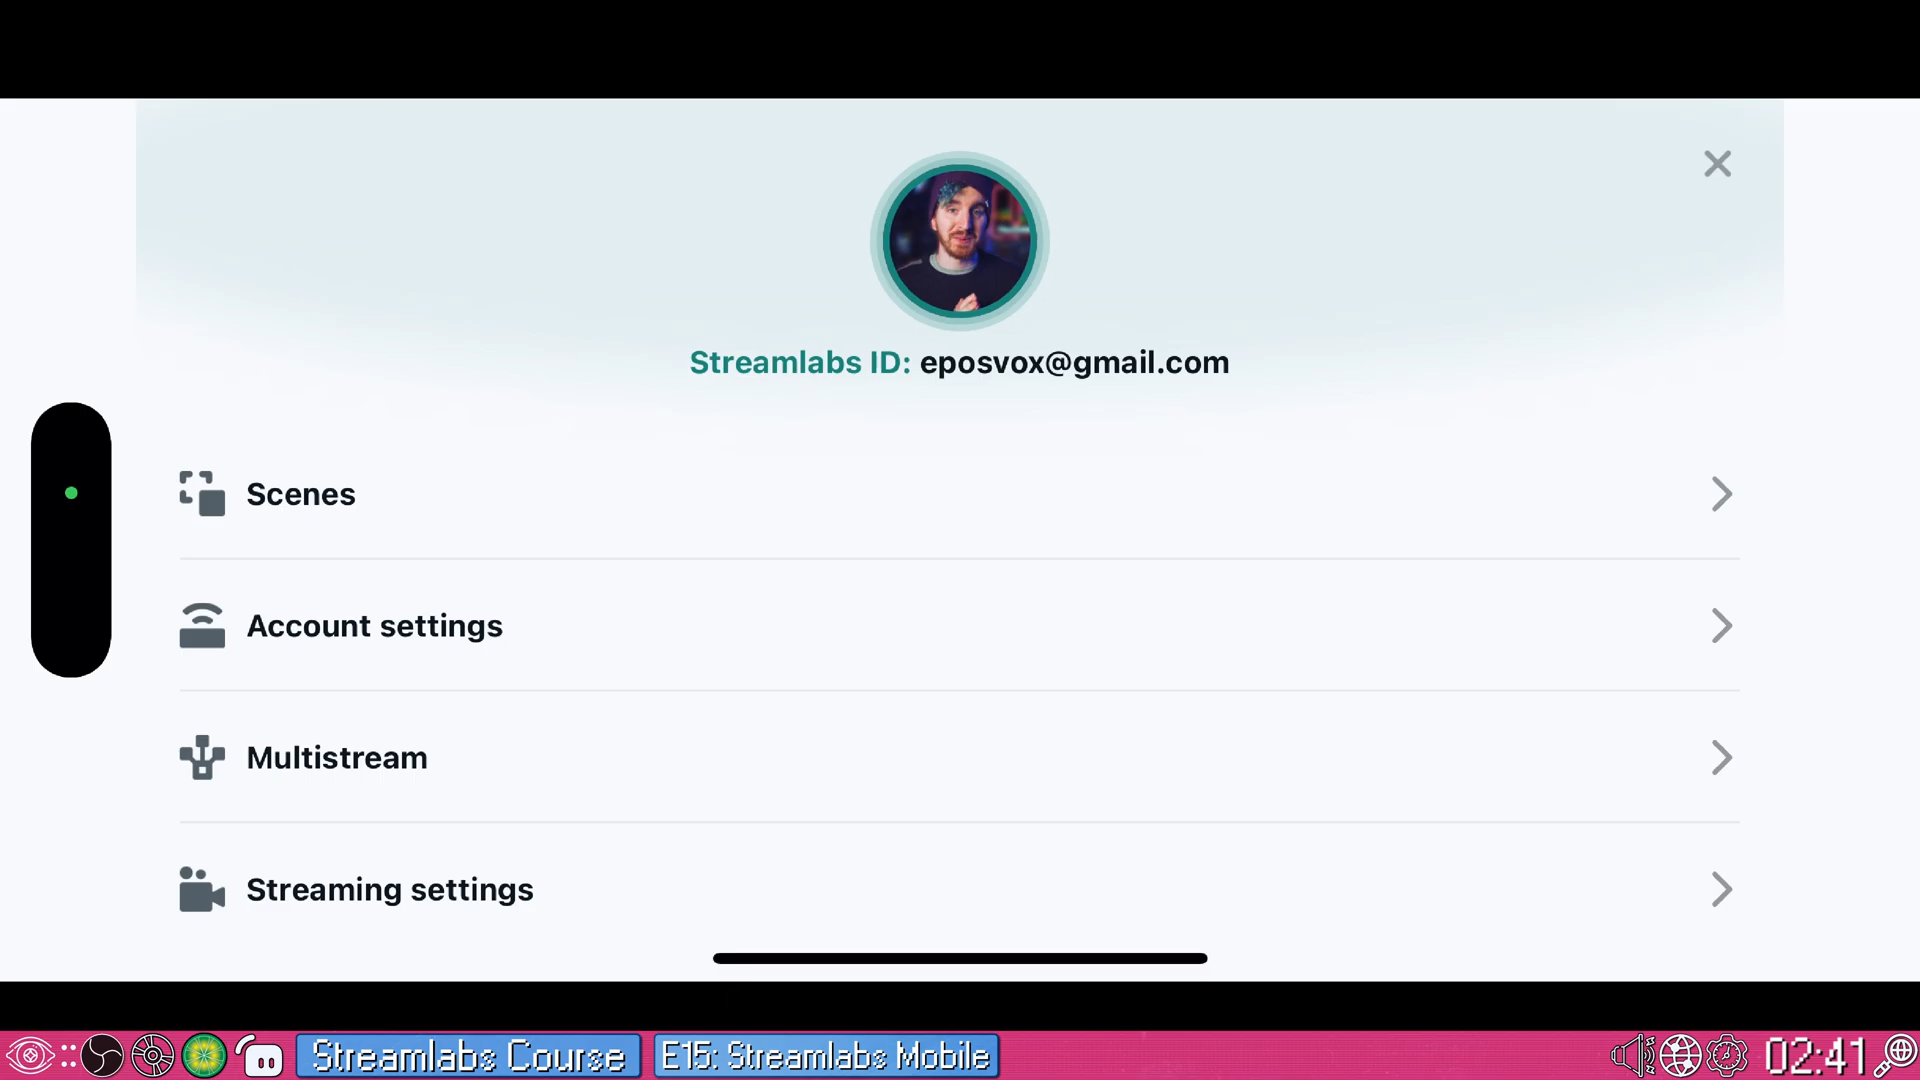 Streamlabs ID: eposvox@gmail.com
Scenes
Account settings
Multistream
Streaming settings
Streamlabs Course
E15: Streamlabs Mobile
02:41